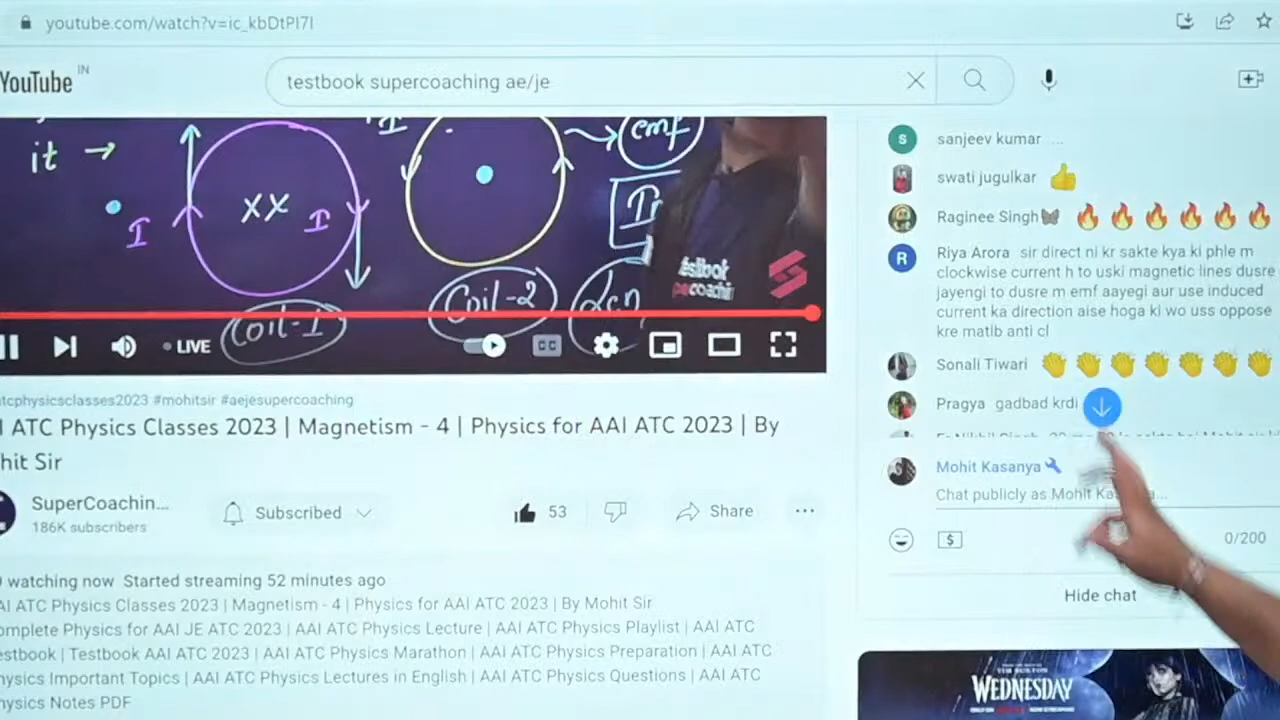 youtube.com/watch?v=ic_kbDtPI7I
YouTube IN
testbook supercoaching ae/je
it →
I
XX I
I
emf
Coil-1
Coil-2
testbook
coachi
LIVE
CC
tcphysicsclasses2023 #mohitsir #aejesupercoaching
I ATC Physics Classes 2023 | Magnetism - 4 | Physics for AAI ATC 2023 | By
hit Sir
SuperCoachin...
186K subscribers
Subscribed
53
Share
watching now Started streaming 52 minutes ago
AI ATC Physics Classes 2023 | Magnetism - 4 | Physics for AAI ATC 2023 | By Mohit Sir
omplete Physics for AAI JE ATC 2023 | AAI ATC Physics Lecture | AAI ATC Physics Playlist | AAI ATC
estbook | Testbook AAI ATC 2023 | AAI ATC Physics Marathon | AAI ATC Physics Preparation | AAI ATC
hysics Important Topics | AAI ATC Physics Lectures in English | AAI ATC Physics Questions | AAI ATC
hysics Notes PDF
S sanjeev kumar ...
swati jugulkar 👍
Raginee Singh🦋 🔥🔥🔥🔥🔥🔥
R Riya Arora sir direct ni kr sakte kya ki phle m
clockwise current h to uski magnetic lines dusre
jayengi to dusre m emf aayegi aur use induced
current ka direction aise hoga ki wo uss oppose
kre matlb anti cl
Sonali Tiwari 👏👏👏👏👏👏👏
Pragya gadbad krdi
Mohit Kasanya
Chat publicly as Mohit
$
0/200
Hide chat
WEDNESDAY